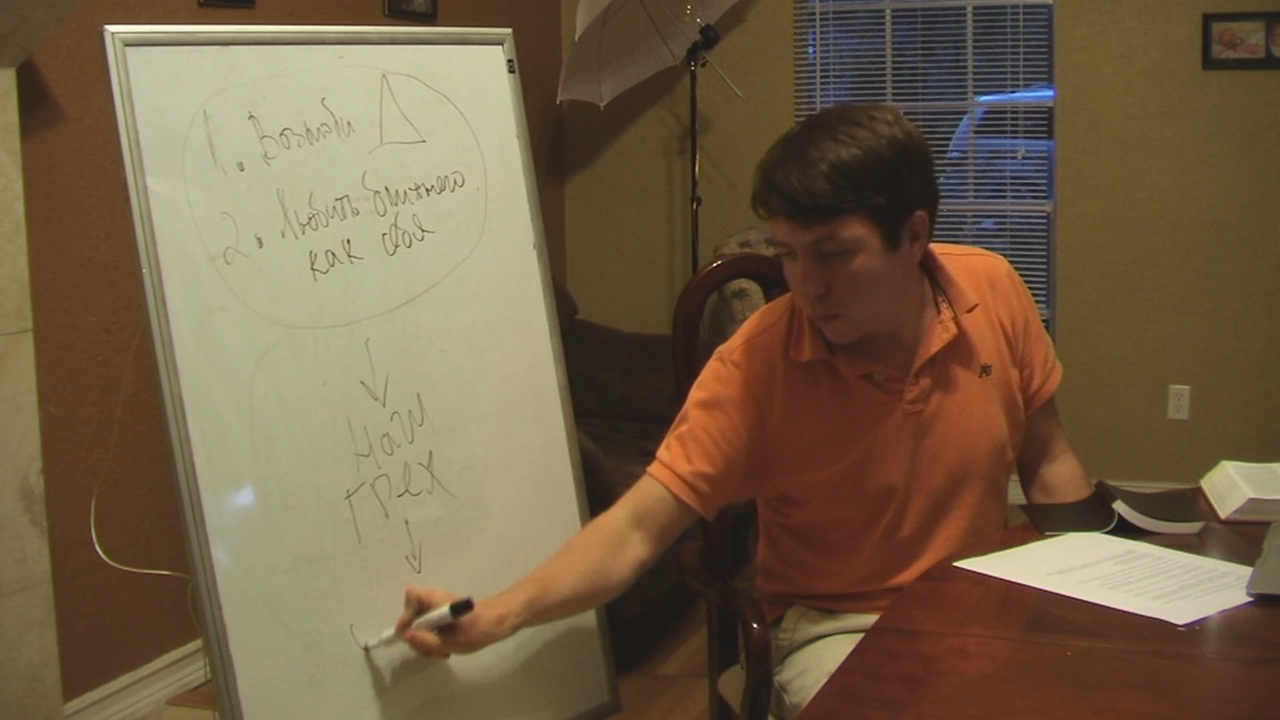 1. Возлюби
2. Любить ближнего
как себя
Наш
грех